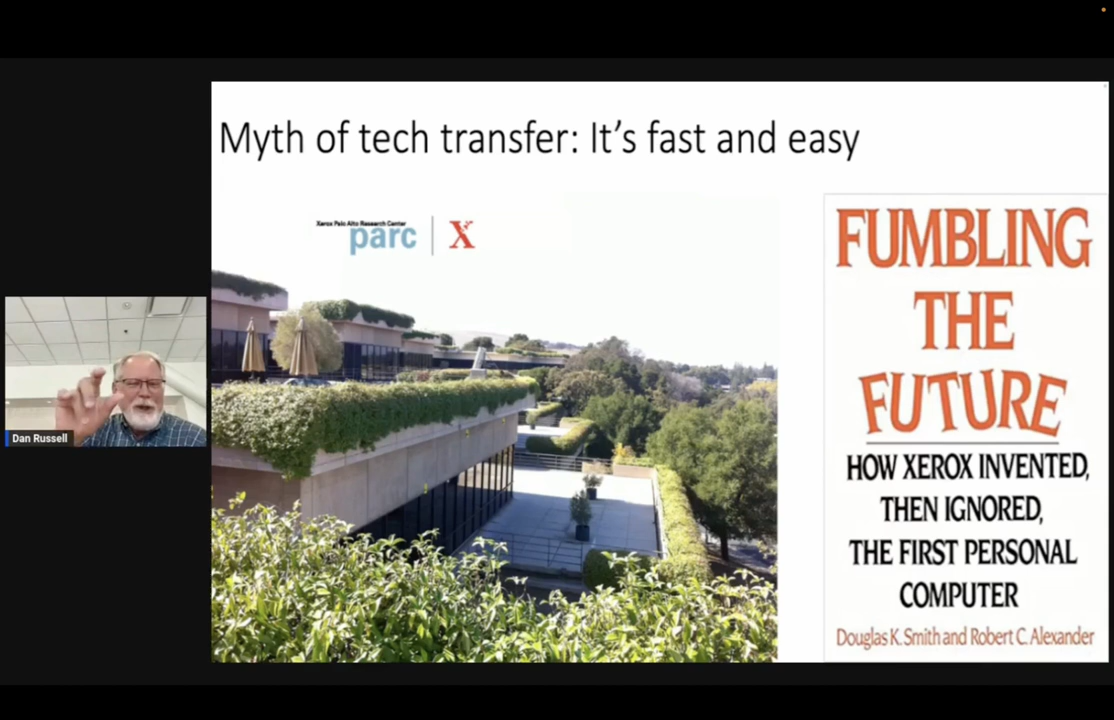 Myth of tech transfer: It's fast and easy
Xerox Palo Alto Research Center
parc
X
FUMBLING
THE
FUTURE
HOW XEROX INVENTED,
THEN IGNORED,
THE FIRST PERSONAL
COMPUTER
Douglas K. Smith and Robert C. Alexander
Dan Russell